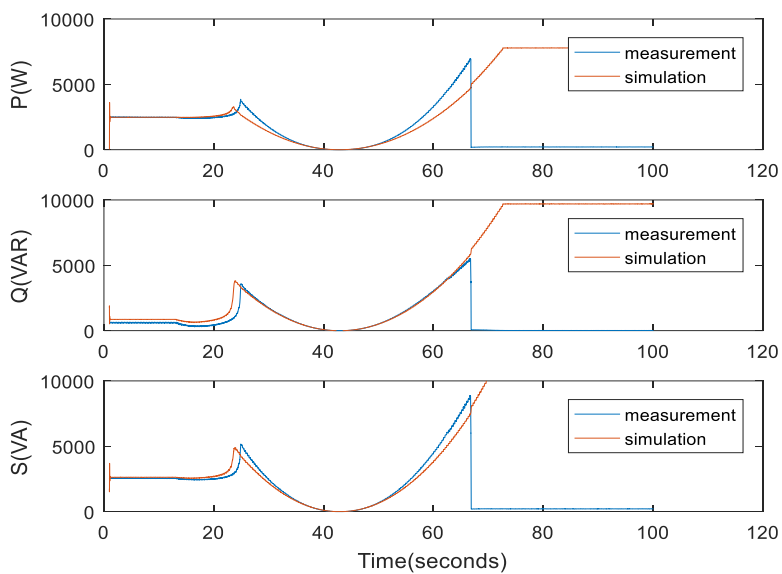 10000
5000
0
P(W)
measurement
simulation
0 20 40 60 80 100 120
10000
5000
0
Q(VAR)
measurement
simulation
0 20 40 60 80 100 120
10000
5000
0
S(VA)
measurement
simulation
0 20 40 60 80 100 120
Time(seconds)